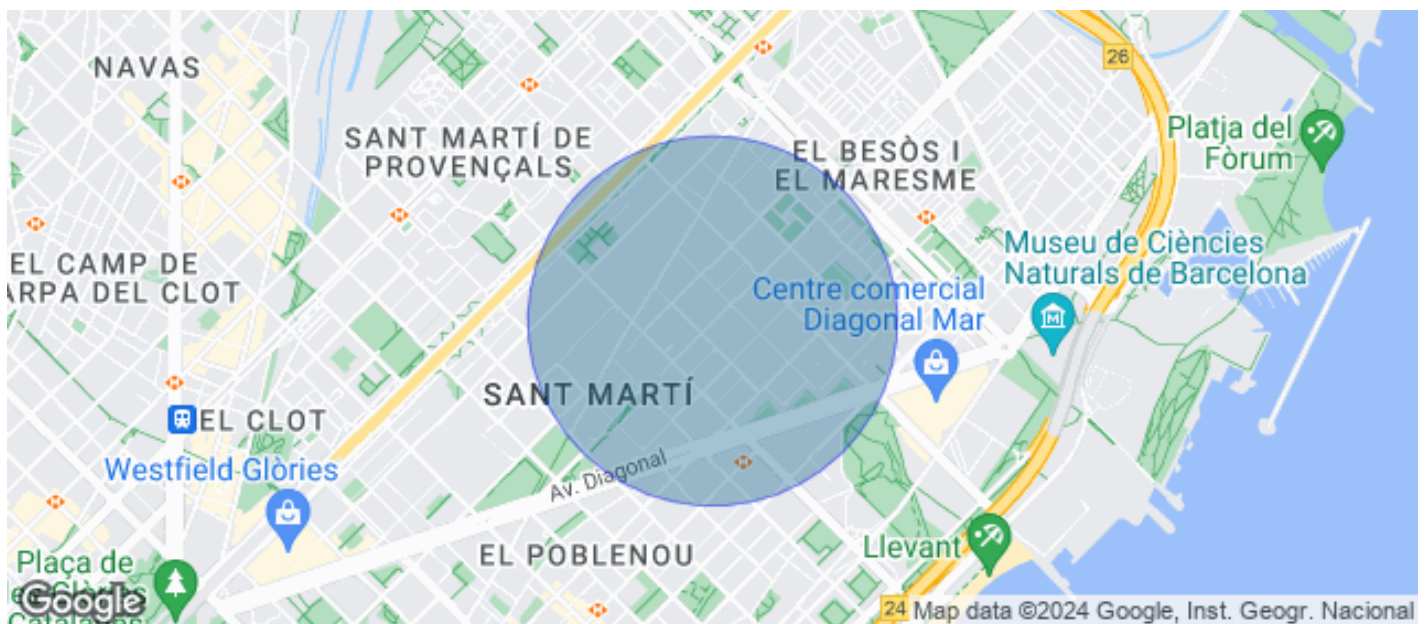 NAVAS
26
SANT MARTÍ DE
PROVENÇALS
EL BESÒS I
EL MARESME
Platja del
Fòrum
EL CAMP DE
ARPA DEL CLOT
Museu de Ciències
Naturals de Barcelona
Centre comercial
Diagonal Mar
SANT MARTÍ
EL CLOT
Westfield Glòries
Av. Diagonal
EL POBLENOU
Llevant
Plaça de
Glòries
Google
24
Map data ©2024 Google, Inst. Geogr. Nacional